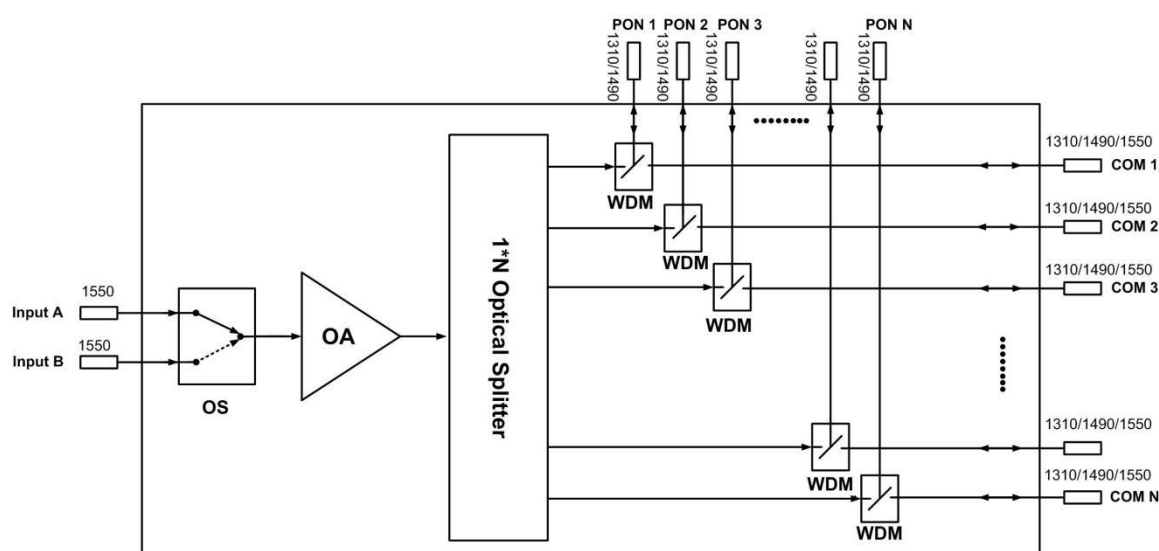 PON 1 PON 2 PON 3 PON N
1310/1490 1310/1490 1310/1490 1310/1490 1310/1490
1310/1490/1550
COM 1
WDM
1310/1490/1550
COM 2
WDM
1310/1490/1550
COM 3
WDM
1*N Optical Splitter
1550
Input A
OA
1550
Input B
OS
1310/1490/1550
WDM
1310/1490/1550
COM N
WDM